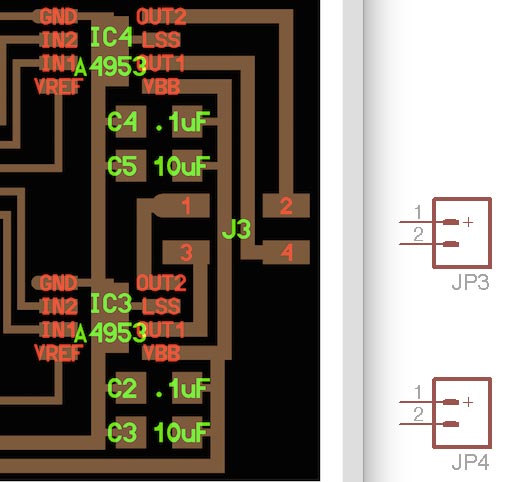 GND IC4 OUT2
IN2 LSS
IN1 A4953 OUT1
VREF VBB
C4 .1uF
C5 10uF
1 2
J3
3 4
GND IC3 OUT2
IN2 LSS
IN1 A4953 OUT1
VREF VBB
C2 .1uF
C3 10uF
1 +
2
JP3
1 +
2
JP4